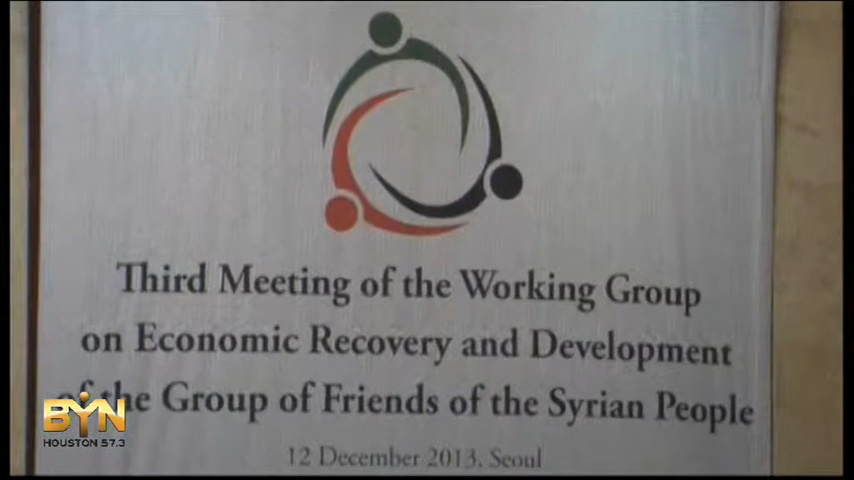 Third Meeting of the Working Group
on Economic Recovery and Development
of the Group of Friends of the Syrian People
12 December 2013, Seoul
BYN
HOUSTON 57.3